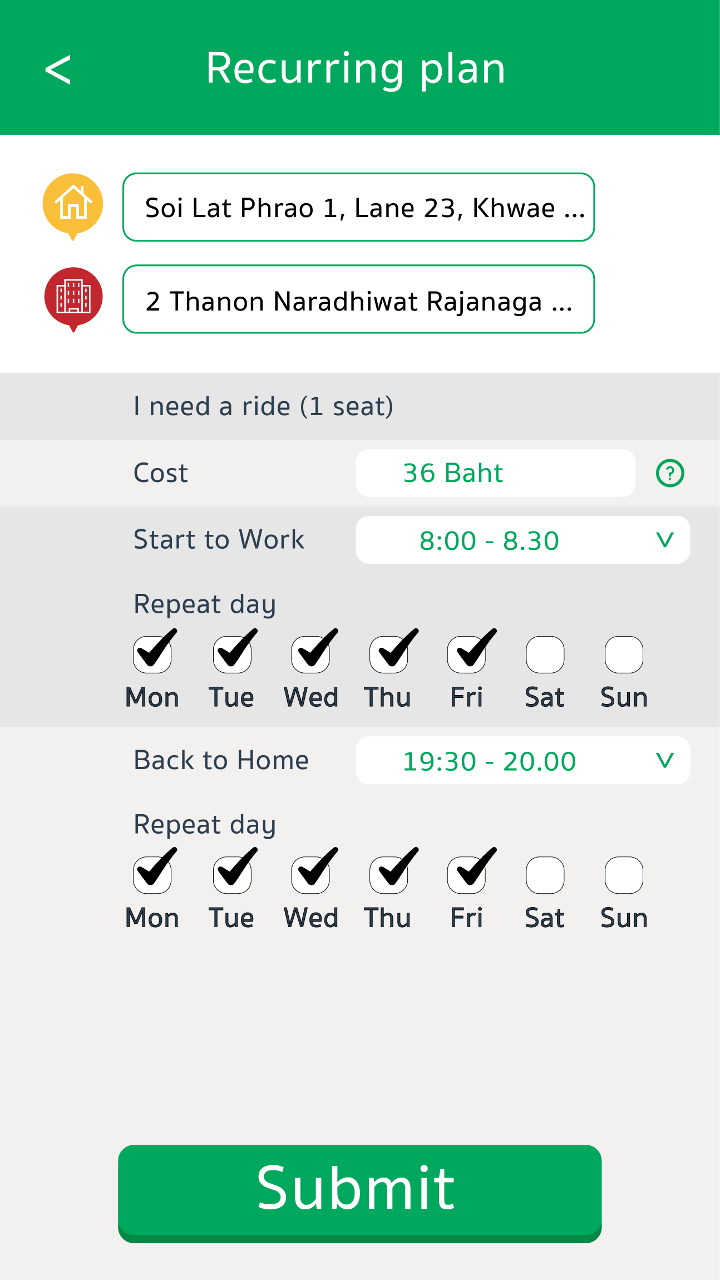 < Recurring plan
Soi Lat Phrao 1, Lane 23, Khwae ...
2 Thanon Naradhiwat Rajanaga ...
I need a ride (1 seat)
Cost 36 Baht ?
Start to Work 8:00 - 8.30
Repeat day
Mon Tue Wed Thu Fri Sat Sun
Back to Home 19:30 - 20.00
Repeat day
Mon Tue Wed Thu Fri Sat Sun
Submit